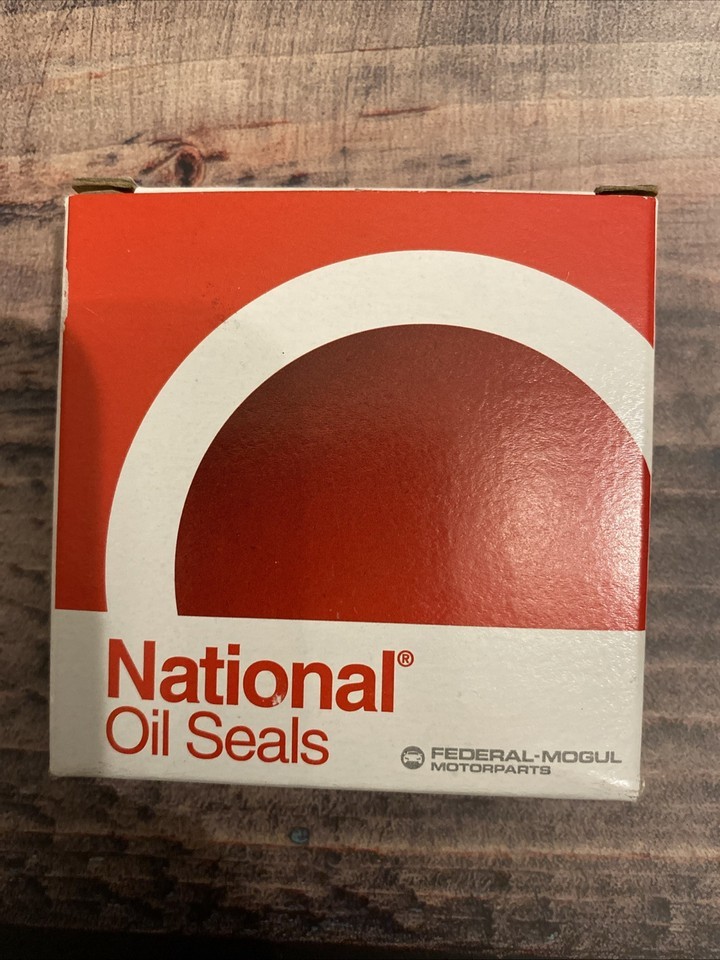 National®
Oil Seals
FEDERAL-MOGUL
MOTORPARTS